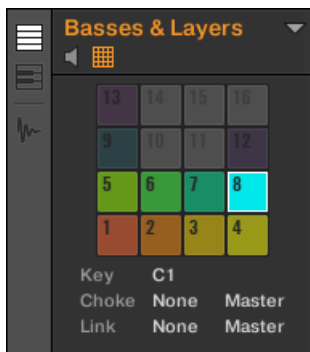 Basses & Layers
13 14 15 16
9 10 11 12
5 6 7 8
1 2 3 4
Key C1
Choke None Master
Link None Master